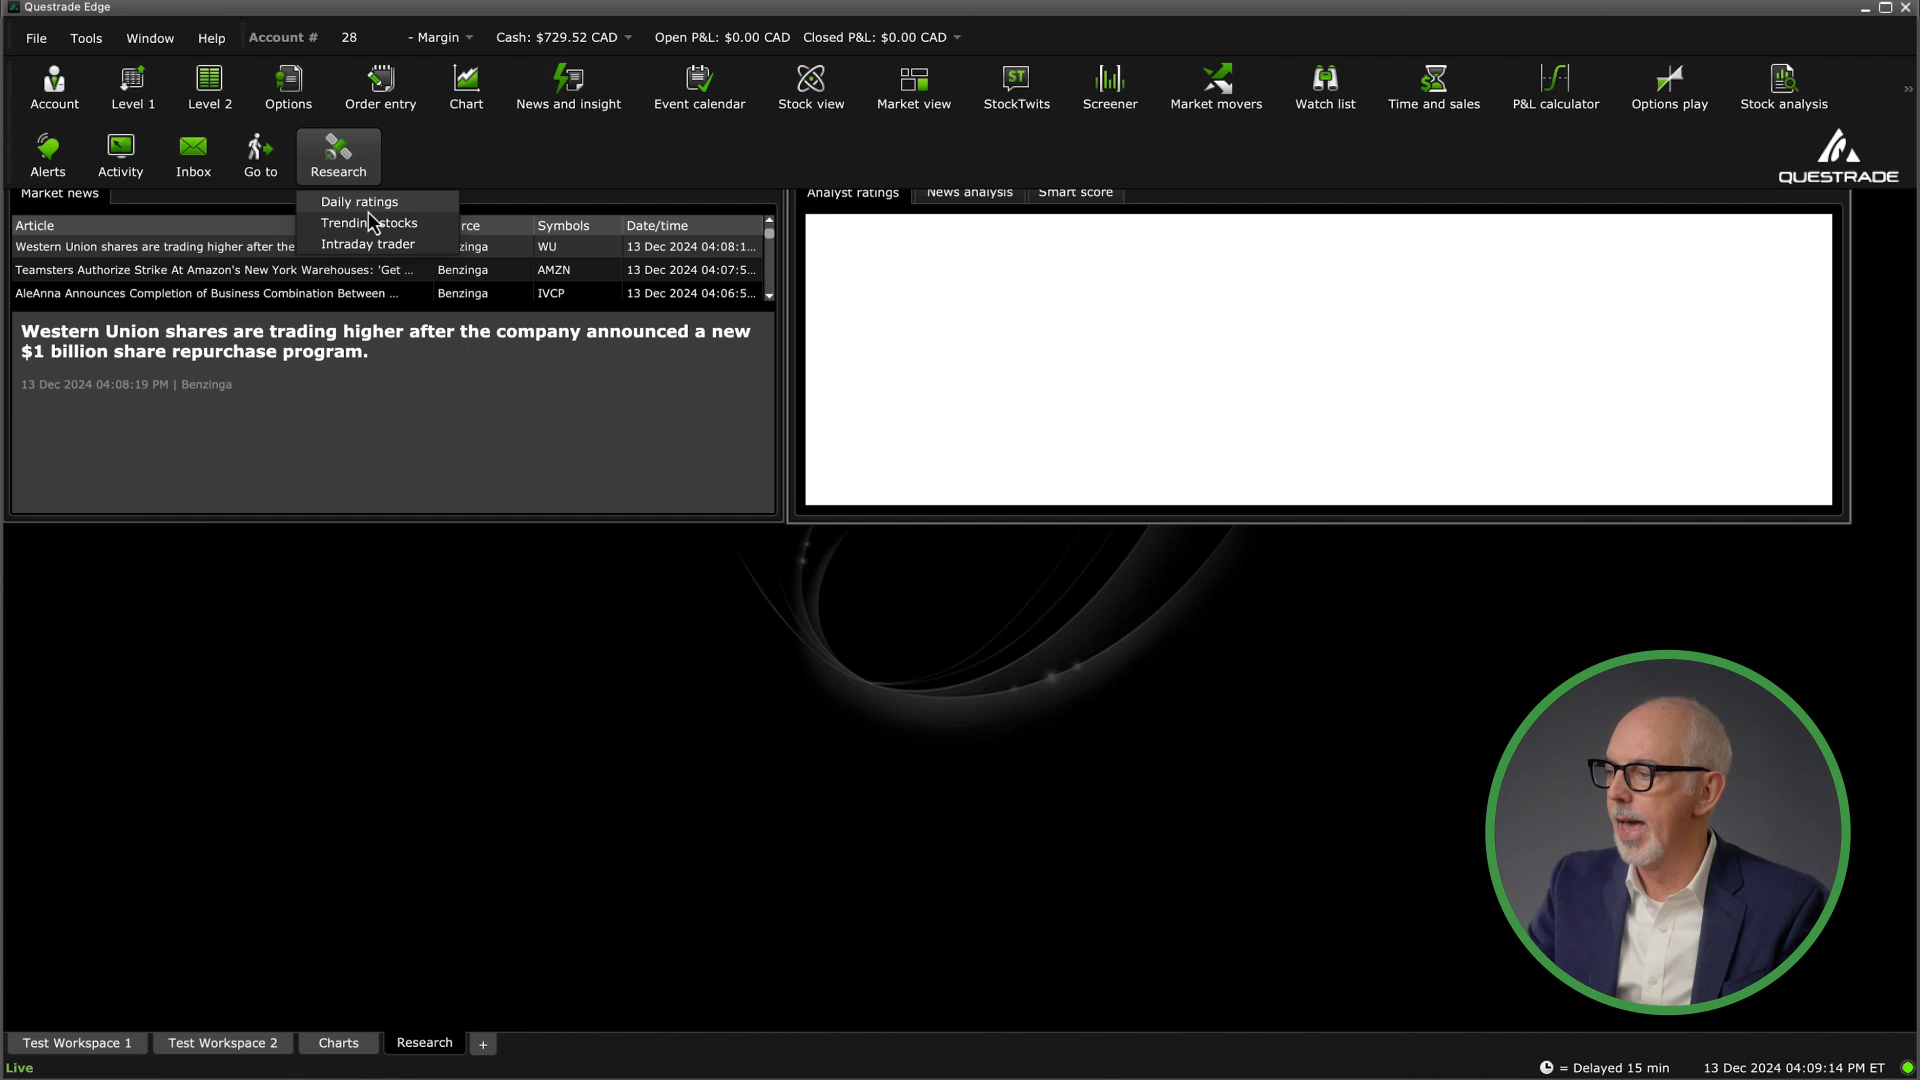 Questrade Edge
File Tools Window Help Account # 28 - Margin Cash: $729.52 CAD Open P&L: $0.00 CAD Closed P&L: $0.00 CAD
Account Level 1 Level 2 Options Order entry Chart News and insight Event calendar Stock view Market view StockTwits Screener Market movers Watch list Time and sales P&L calculator Options play Stock analysis
ST
Alerts Activity Inbox Go to Research
QUESTRADE
Daily ratings
Trending stocks
Intraday trader
Market news
Article rce Symbols Date/time
Western Union shares are trading higher after the zinga WU 13 Dec 2024 04:08:1...
Teamsters Authorize Strike At Amazon's New York Warehouses: 'Get ... Benzinga AMZN 13 Dec 2024 04:07:5...
AleAnna Announces Completion of Business Combination Between ... Benzinga IVCP 13 Dec 2024 04:06:5...
Western Union shares are trading higher after the company announced a new
$1 billion share repurchase program.
13 Dec 2024 04:08:19 PM | Benzinga
Analyst ratings News analysis Smart score
Test Workspace 1 Test Workspace 2 Charts Research +
Live
= Delayed 15 min 13 Dec 2024 04:09:14 PM ET